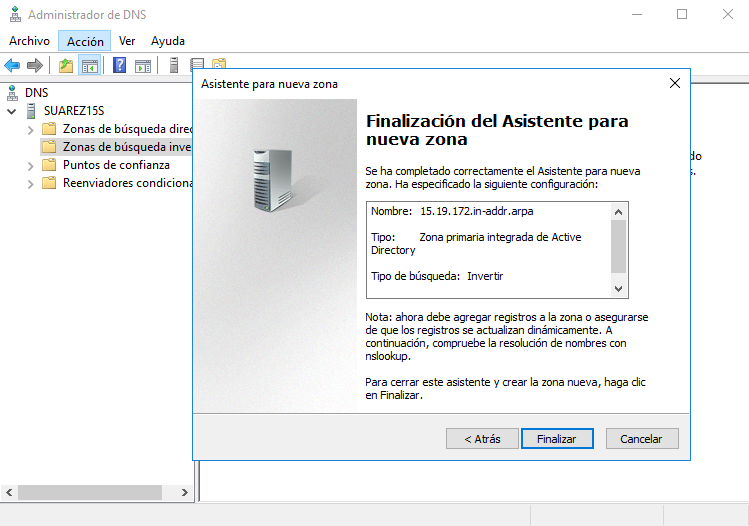 Administrador de DNS
Archivo Acción Ver Ayuda
DNS
SUAREZ15S
Zonas de búsqueda direc
Zonas de búsqueda inve
Puntos de confianza
Reenviadores condiciona
Asistente para nueva zona
Finalización del Asistente para
nueva zona
Se ha completado correctamente el Asistente para nueva
zona. Ha especificado la siguiente configuración:
Nombre: 15.19.172.in-addr.arpa
Tipo: Zona primaria integrada de Active
Directory
Tipo de búsqueda: Invertir
Nota: ahora debe agregar registros a la zona o asegurarse
de que los registros se actualizan dinámicamente. A
continuación, compruebe la resolución de nombres con
nslookup.
Para cerrar este asistente y crear la zona nueva, haga clic
en Finalizar.
< Atrás Finalizar Cancelar
do
s.